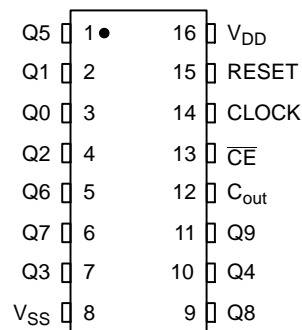 Q5 1 16 VDD
Q1 2 15 RESET
Q0 3 14 CLOCK
Q2 4 13 C̅E̅
Q6 5 12 Cout
Q7 6 11 Q9
Q3 7 10 Q4
VSS 8 9 Q8